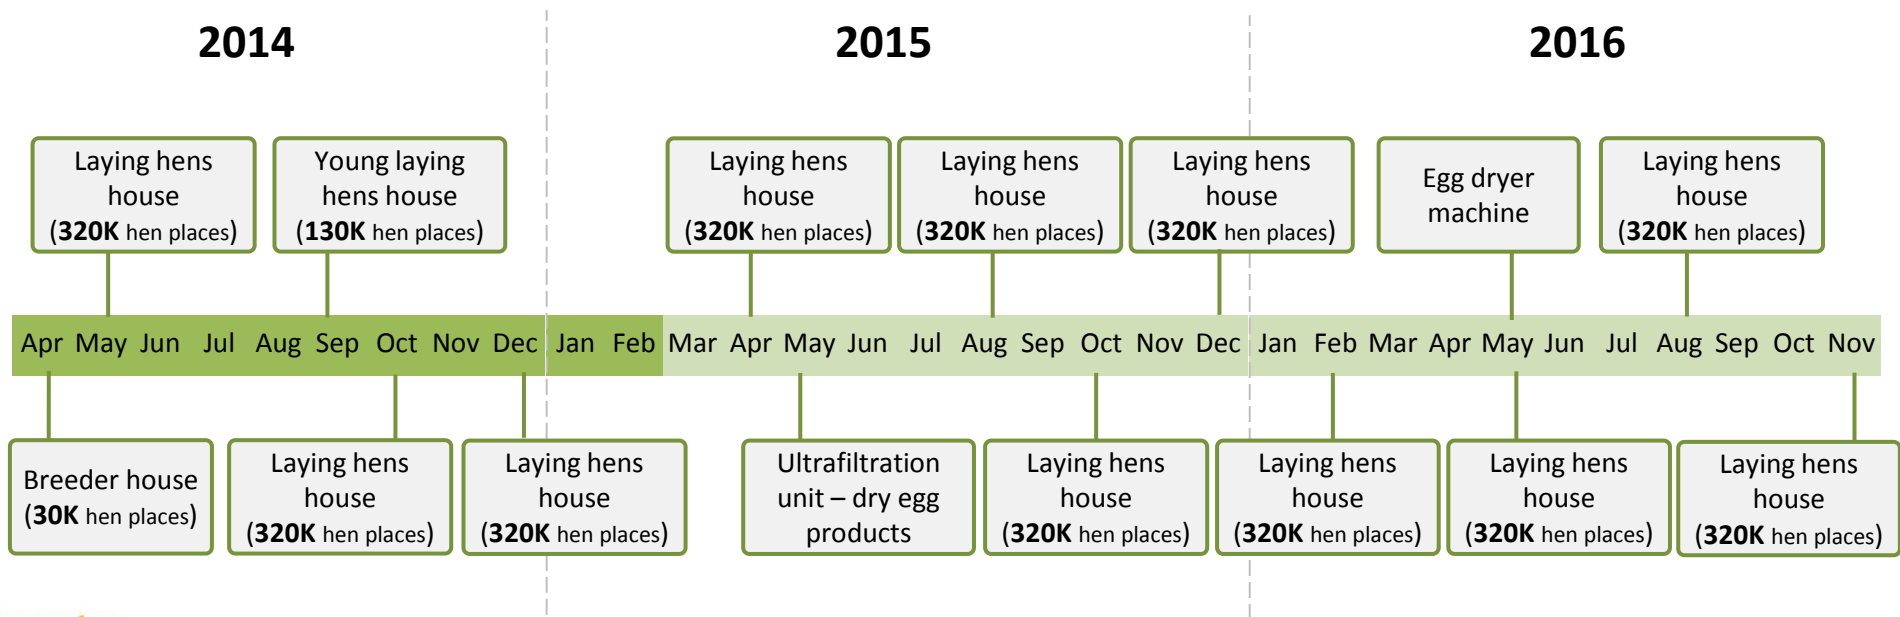 2014
2015
2016
Laying hens
house
(320K hen places)
Young laying
hens house
(130K hen places)
Laying hens
house
(320K hen places)
Laying hens
house
(320K hen places)
Laying hens
house
(320K hen places)
Egg dryer
machine
Laying hens
house
(320K hen places)
Apr May Jun Jul Aug Sep Oct Nov Dec Jan Feb Mar Apr May Jun Jul Aug Sep Oct Nov Dec Jan Feb Mar Apr May Jun Jul Aug Sep Oct Nov
Breeder house
(30K hen places)
Laying hens
house
(320K hen places)
Laying hens
house
(320K hen places)
Ultrafiltration
unit – dry egg
products
Laying hens
house
(320K hen places)
Laying hens
house
(320K hen places)
Laying hens
house
(320K hen places)
Laying hens
house
(320K hen places)